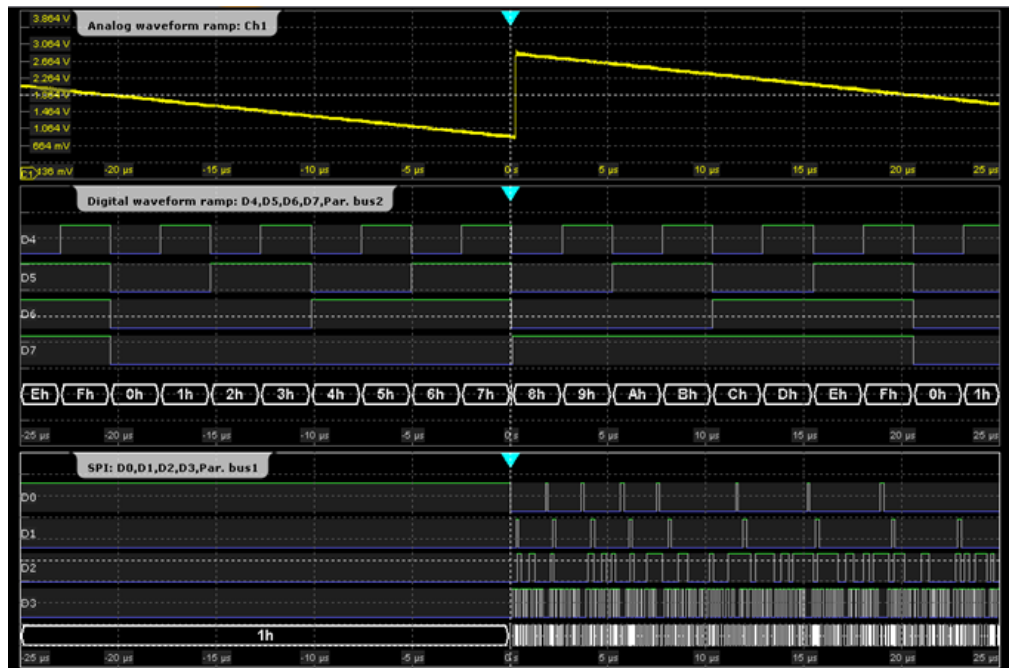 3.864 V
Analog waveform ramp: Ch1
3.064 V
2.664 V
2.264 V
1.864 V
1.464 V
1.064 V
664 mV
C1 136 mV -20 µs -15 µs -10 µs -5 µs 0 s 5 µs 10 µs 15 µs 20 µs 25 µs
Digital waveform ramp: D4,D5,D6,D7,Par. bus2
D4
D5
D6
D7
Eh Fh 0h 1h 2h 3h 4h 5h 6h 7h 8h 9h Ah Bh Ch Dh Eh Fh 0h 1h
-25 µs -20 µs -15 µs -10 µs -5 µs 0 s 5 µs 10 µs 15 µs 20 µs 25 µs
SPI: D0,D1,D2,D3,Par. bus1
D0
D1
D2
D3
1h
-25 µs -20 µs -15 µs -10 µs -5 µs 0 s 5 µs 10 µs 15 µs 20 µs 25 µs